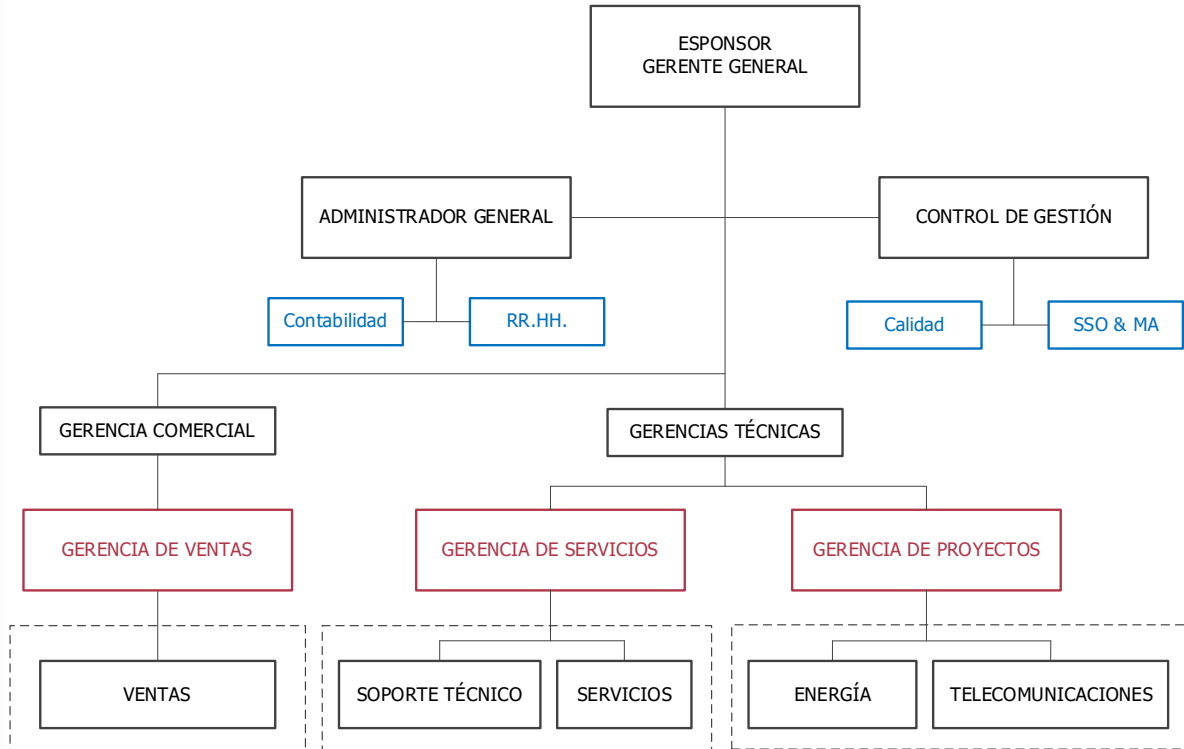 ESPONSOR
GERENTE GENERAL
ADMINISTRADOR GENERAL
CONTROL DE GESTIÓN
Contabilidad
RR.HH.
Calidad
SSO & MA
GERENCIA COMERCIAL
GERENCIAS TÉCNICAS
GERENCIA DE VENTAS
GERENCIA DE SERVICIOS
GERENCIA DE PROYECTOS
VENTAS
SOPORTE TÉCNICO
SERVICIOS
ENERGÍA
TELECOMUNICACIONES